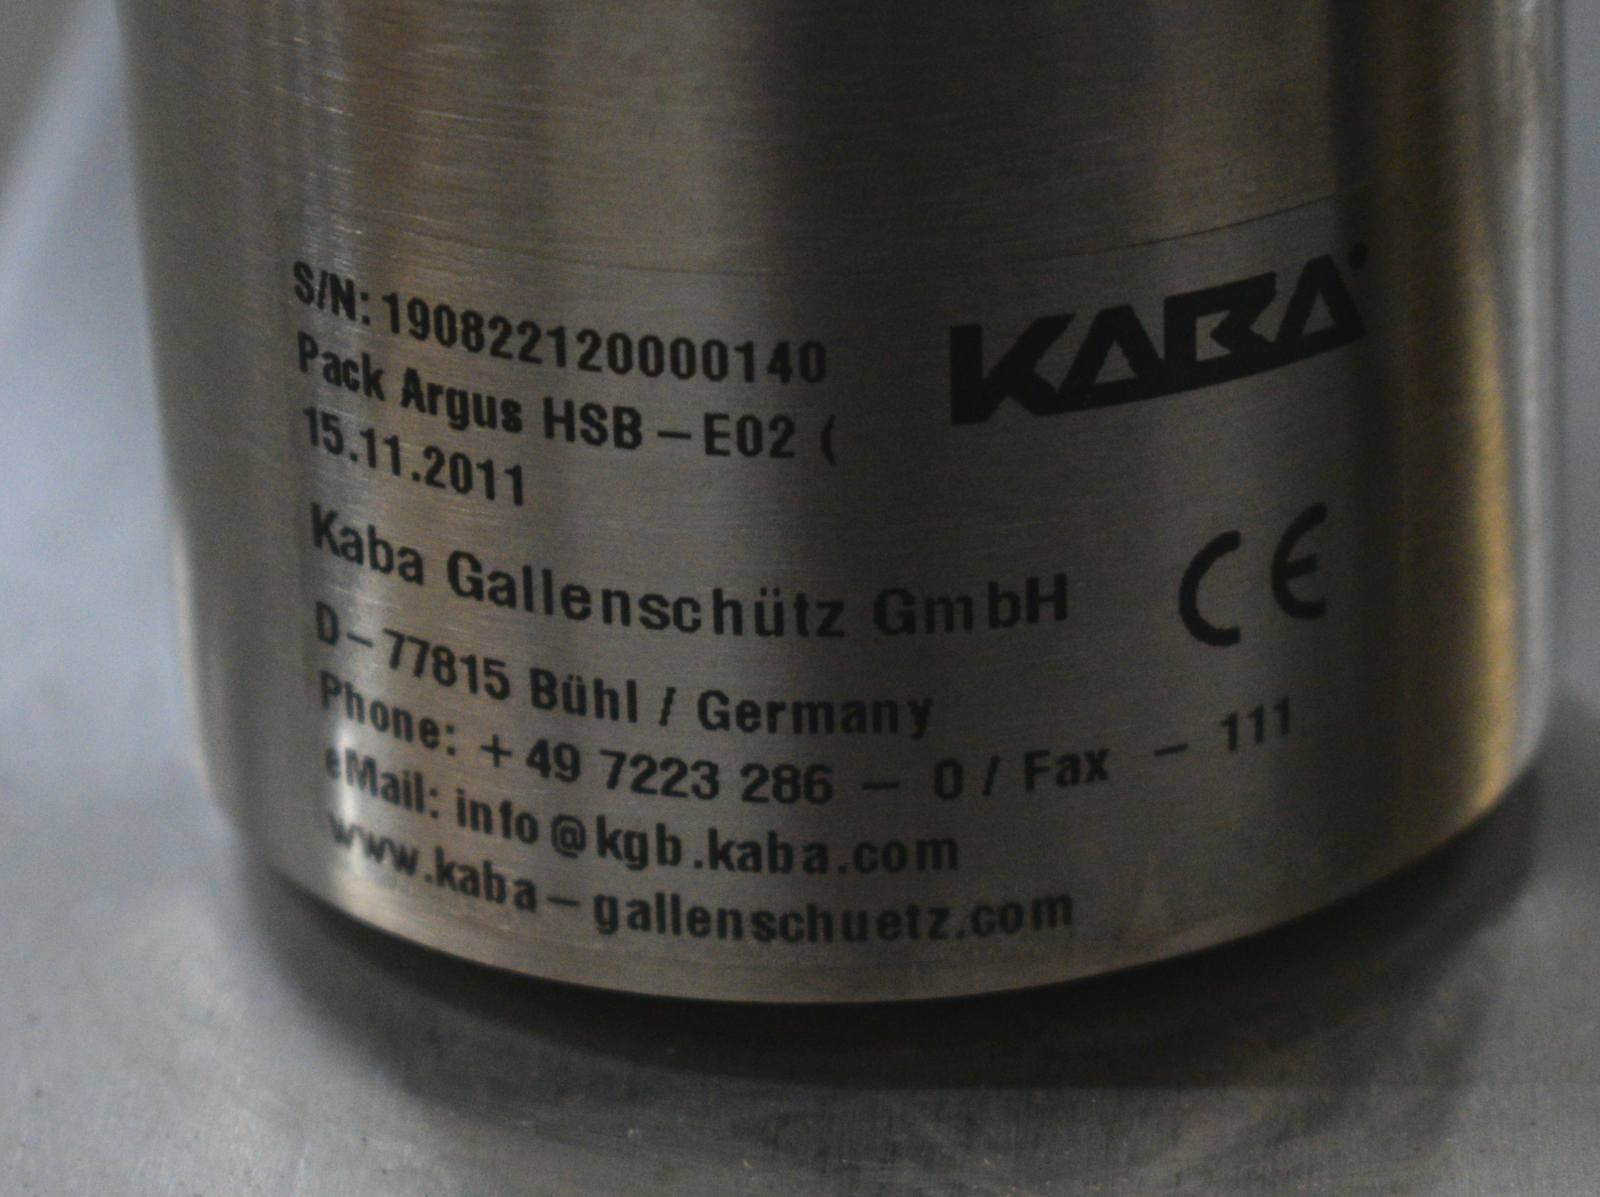 S/N: 190822120000140
KABA®
Pack Argus HSB – E02 (
15.11.2011
Kaba Gallenschütz GmbH
CE
D – 77815 Bühl / Germany
Phone: + 49 7223 286 – 0 / Fax – 111
eMail: info@kgb.kaba.com
www.kaba–gallenschuetz.com